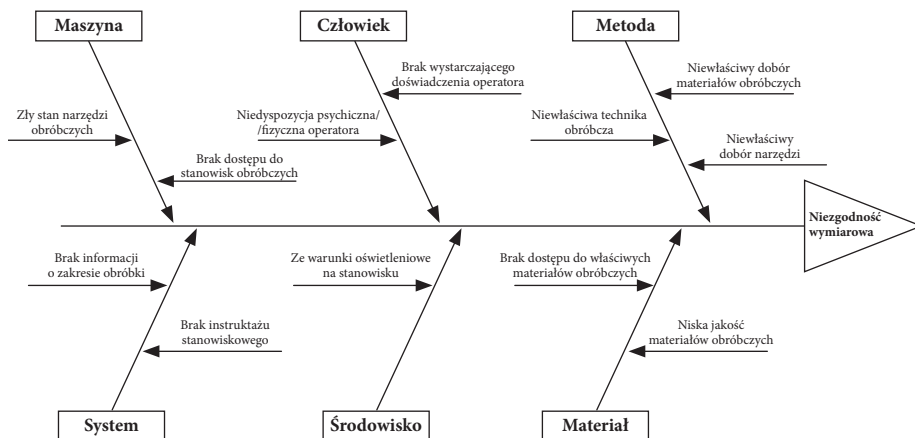 Maszyna
Człowiek
Metoda
Brak wystarczającego
doświadczenia operatora
Niewłaściwy dobór
materiałów obróbczych
Zły stan narzędzi
obróbczych
Niedyspozycja psychiczna/
/fizyczna operatora
Niewłaściwa technika
obróbcza
Brak dostępu do
stanowisk obróbczych
Niewłaściwy
dobór narzędzi
Niezgodność
wymiarowa
Brak informacji
o zakresie obróbki
Ze warunki oświetleniowe
na stanowisku
Brak dostępu do właściwych
materiałów obróbczych
Brak instruktażu
stanowiskowego
Niska jakość
materiałów obróbczych
System
Środowisko
Materiał